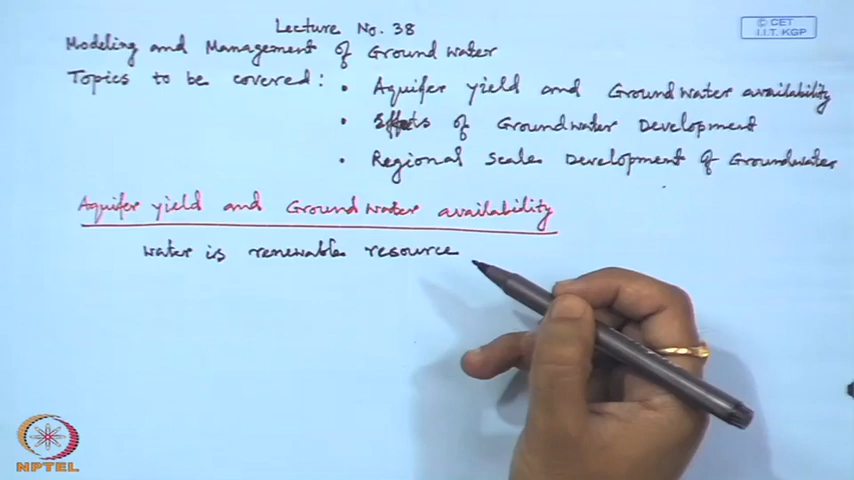 Lecture No. 38
© CET
I.I.T. KGP
Modeling and Management of Ground water
Topics to be covered : • Aquifer yield and Groundwater availability
• Effects of Groundwater Development
• Regional Scale Development of Groundwater
Aquifer yield and Groundwater availability
water is renewable resource
NPTEL